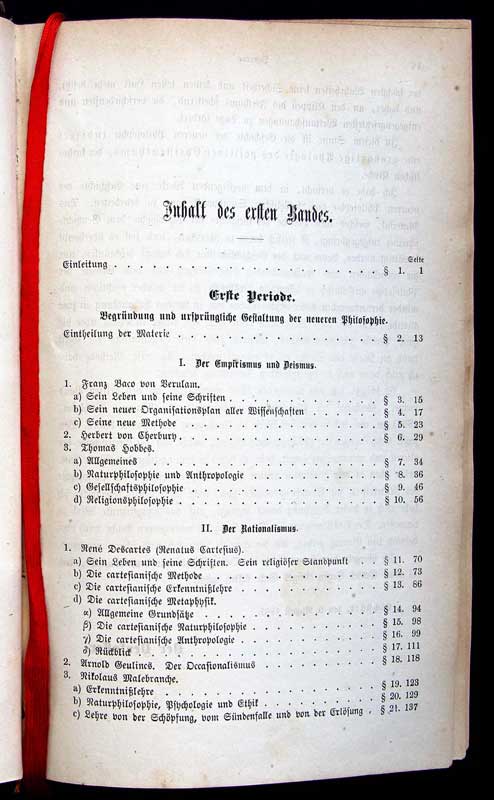 Inhalt des ersten Bandes.
Seite
Einleitung . . . . . . . . . . . . . . . . . . § 1. 1
Erste Periode.
Begründung und ursprüngliche Gestaltung der neueren Philosophie.
Eintheilung der Materie . . . . . . . . . . . . . § 2. 13
I. Der Empirismus und Deismus.
1. Franz Baco von Verulam.
a) Sein Leben und seine Schriften . . . . . . . . . § 3. 15
b) Sein neuer Organisationsplan aller Wissenschaften . . . § 4. 17
c) Seine neue Methode . . . . . . . . . . . . § 5. 23
2. Herbert von Cherbury . . . . . . . . . . . . . § 6. 29
3. Thomas Hobbes.
a) Allgemeines . . . . . . . . . . . . . . § 7. 34
b) Naturphilosophie und Anthropologie . . . . . . . . § 8. 36
c) Gesellschaftsphilosophie . . . . . . . . . . . § 9. 46
d) Religionsphilosophie . . . . . . . . . . . . § 10. 56
II. Der Rationalismus.
1. René Descartes (Renatus Cartesius).
a) Sein Leben und seine Schriften. Sein religiöser Standpunkt . § 11. 70
b) Die cartesianische Methode . . . . . . . . . . § 12. 73
c) Die cartesianische Erkenntnißlehre . . . . . . . . § 13. 86
d) Die cartesianische Metaphysik.
α) Allgemeine Grundsätze . . . . . . . . . . § 14. 94
β) Die cartesianische Naturphilosophie . . . . . . . § 15. 98
γ) Die cartesianische Anthropologie . . . . . . . . § 16. 99
δ) Rückblick . . . . . . . . . . . . . . § 17. 111
2. Arnold Geulincs. Der Occasionalismus . . . . . . . § 18. 118
3. Nikolaus Malebranche.
a) Erkenntnißlehre . . . . . . . . . . . . . § 19. 123
b) Naturphilosophie, Psychologie und Ethik . . . . . . § 20. 129
c) Lehre von der Schöpfung, vom Sündenfalle und von der Erlösung . § 21. 137